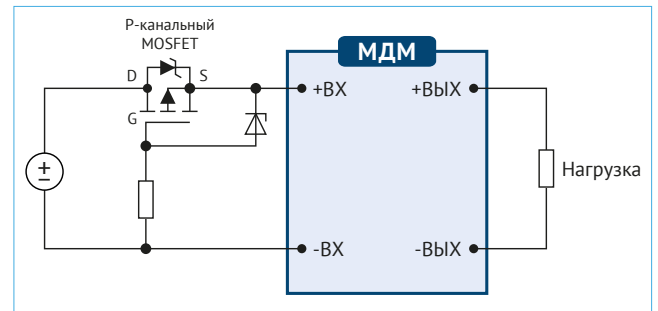 Р-канальный
MOSFET
МДМ
D
S
G
+ВХ
+ВЫХ
±
Нагрузка
-ВХ
-ВЫХ